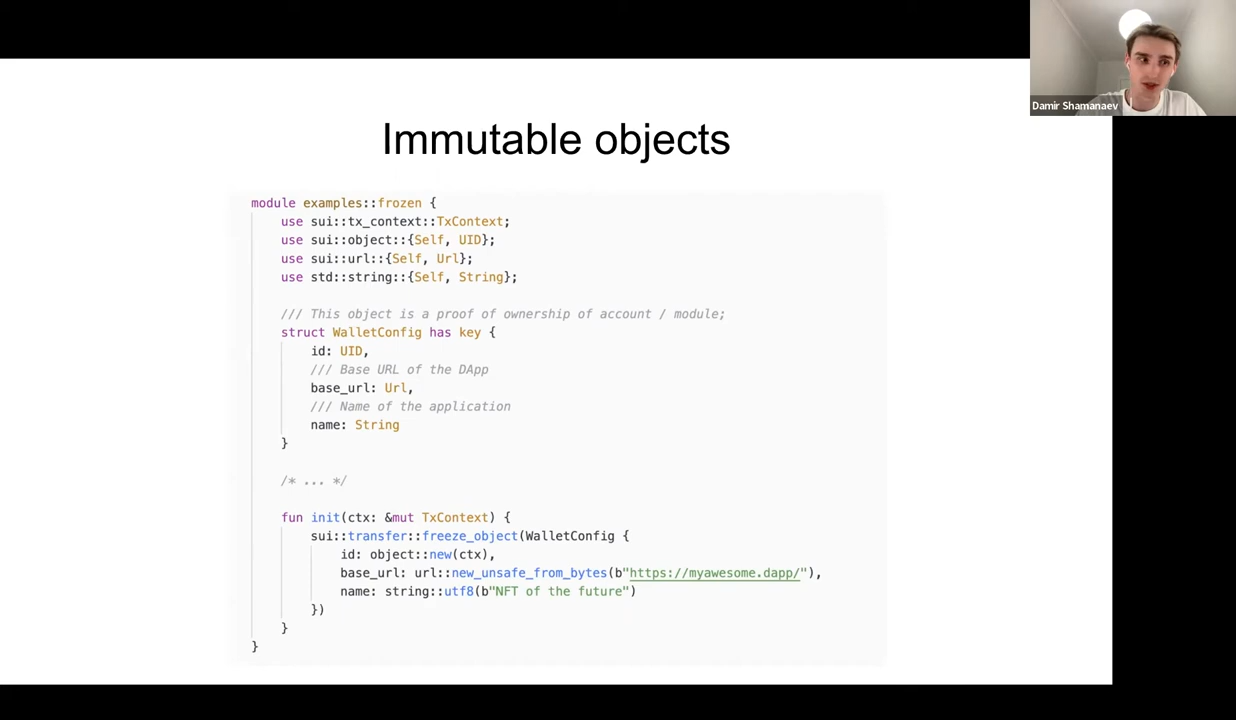 Damir Shamanaev
Immutable objects
module examples::frozen {
use sui::tx_context::TxContext;
use sui::object::{Self, UID};
use sui::url::{Self, Url};
use std::string::{Self, String};
/// This object is a proof of ownership of account / module;
struct WalletConfig has key {
id: UID,
/// Base URL of the DApp
base_url: Url,
/// Name of the application
name: String
}
/* ... */
fun init(ctx: &mut TxContext) {
sui::transfer::freeze_object(WalletConfig {
id: object::new(ctx),
base_url: url::new_unsafe_from_bytes(b"https://myawesome.dapp/"),
name: string::utf8(b"NFT of the future")
})
}
}